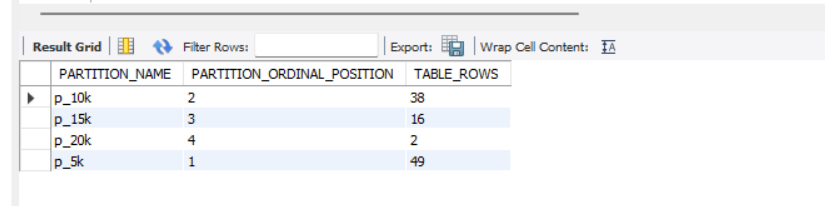 Result Grid Filter Rows: Export: Wrap Cell Content: IA
PARTITION_NAME PARTITION_ORDINAL_POSITION TABLE_ROWS
p_10k 2 38
p_15k 3 16
p_20k 4 2
p_5k 1 49